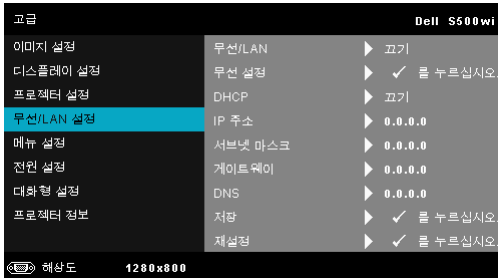 고급 Dell S500wi
이미지 설정
디스플레이 설정
프로젝터 설정
무선/LAN 설정
메뉴 설정
전원 설정
대화형 설정
프로젝터 정보
무선/LAN 끄기
무선 설정 ✓ 를 누르십시오.
DHCP 끄기
IP 주소 0.0.0.0
서브넷 마스크 0.0.0.0
게이트웨이 0.0.0.0
DNS 0.0.0.0
저장 ✓ 를 누르십시오.
재설정 ✓ 를 누르십시오.
해상도 1280x800